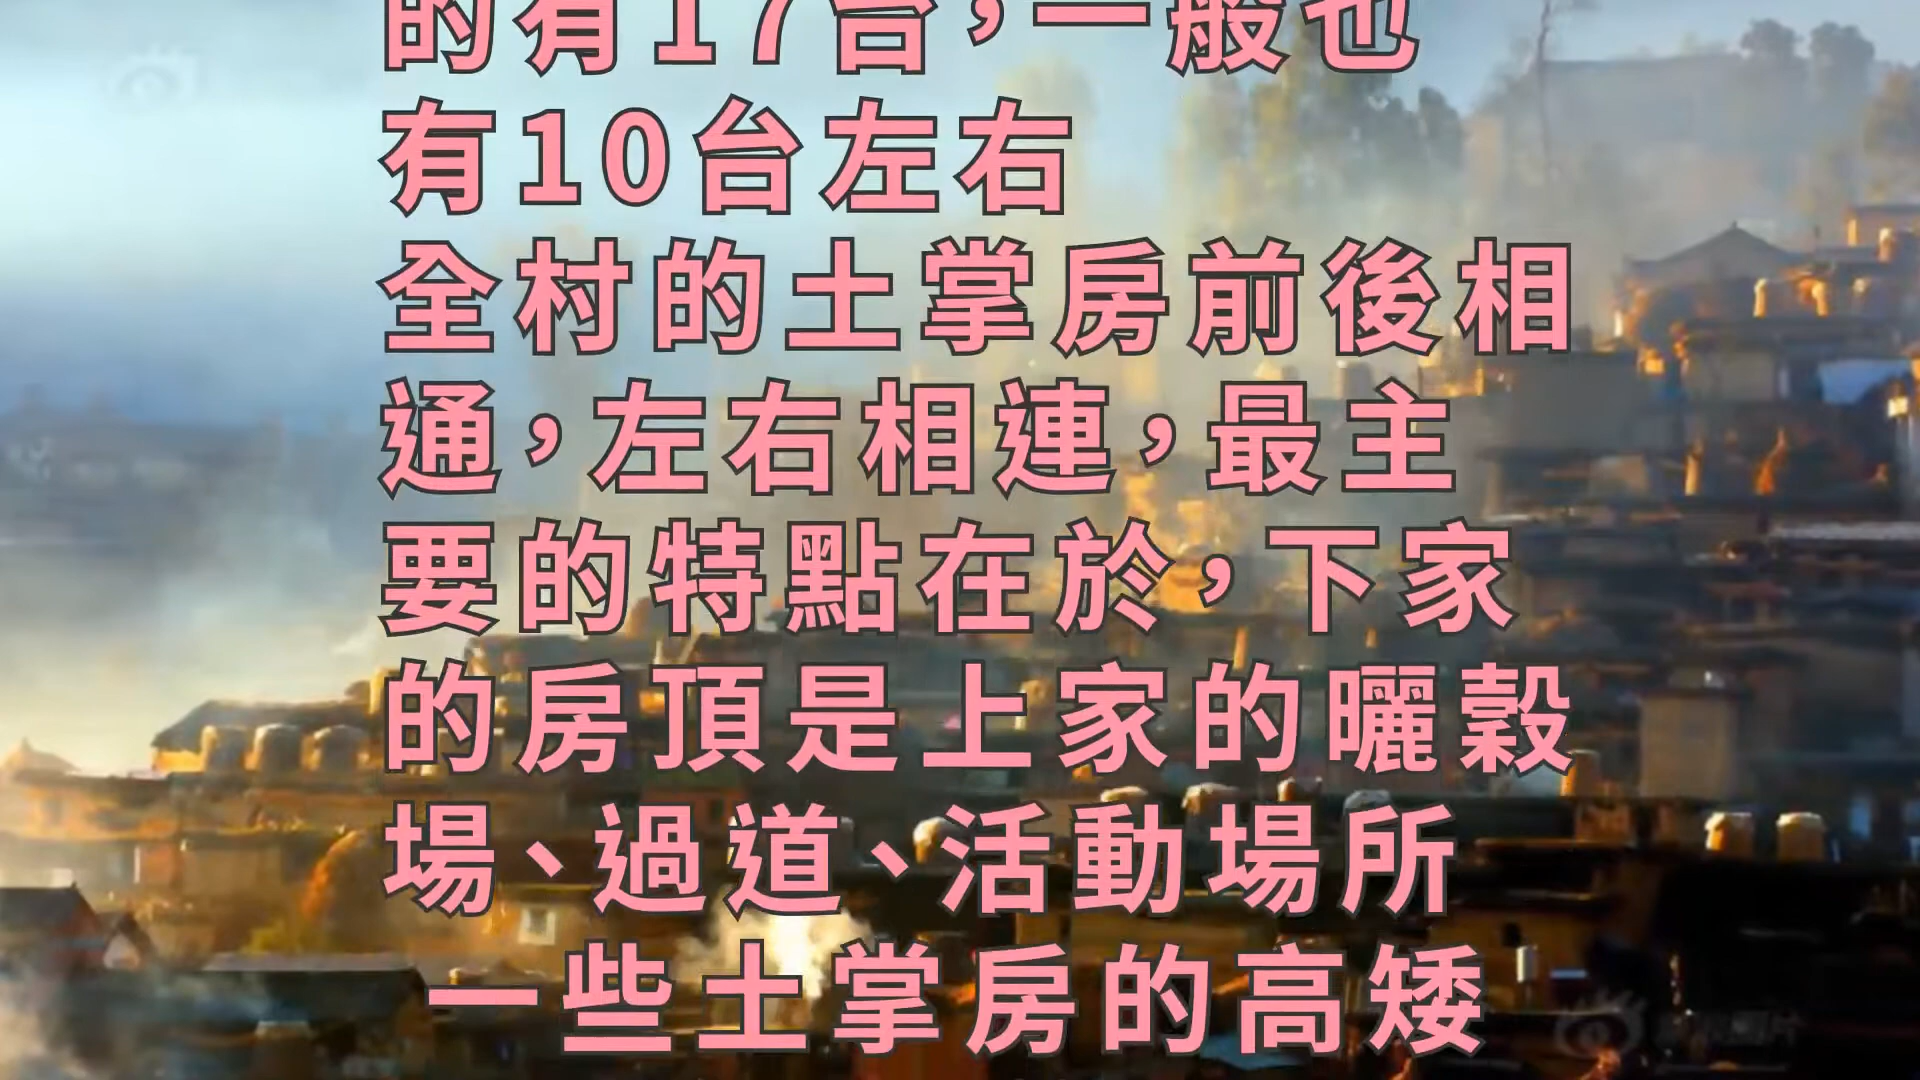 的有17台,一般也
有10台左右
全村的土掌房前後相
通,左右相連,最主
要的特點在於,下家
的房頂是上家的曬穀
場、過道、活動場所
一些土掌房的高矮